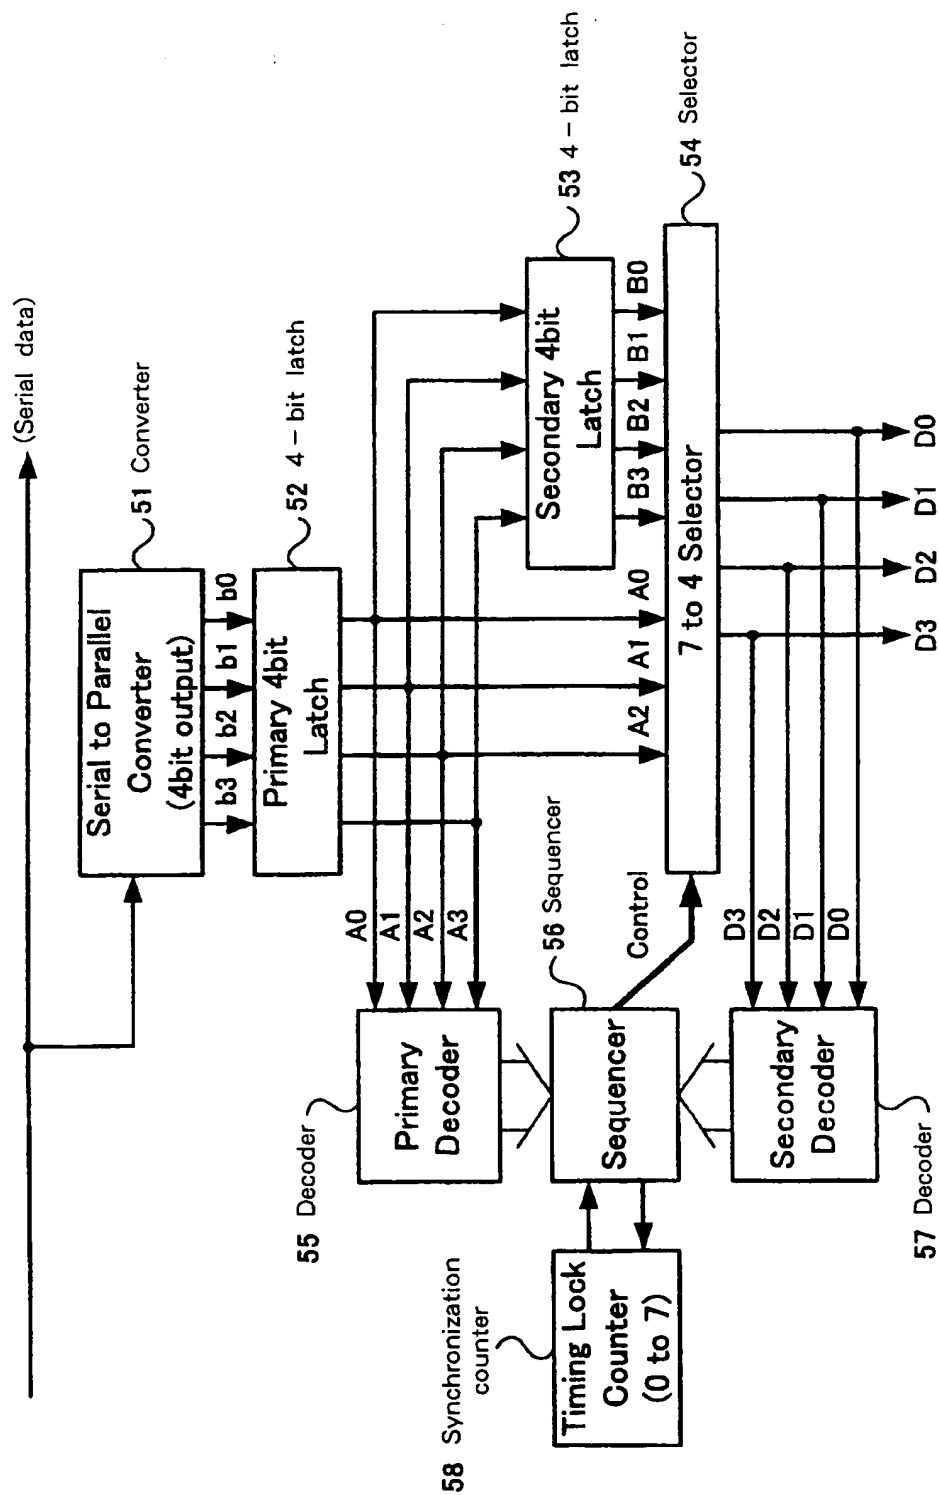 (Serial data)
Serial to Parallel
Converter
(4bit output)
51 Converter
b3
b2
b1
b0
Primary 4bit
Latch
52 4-bit latch
A0
A1
A2
A3
Secondary 4bit
Latch
53 4-bit latch
A2
A1
A0
B3
B2
B1
B0
7 to 4 Selector
54 Selector
55 Decoder
Primary
Decoder
56 Sequencer
Sequencer
Control
58 Synchronization
counter
Timing Lock
Counter
(0 to 7)
D3
D2
D1
D0
Secondary
Decoder
57 Decoder
D3
D2
D1
D0